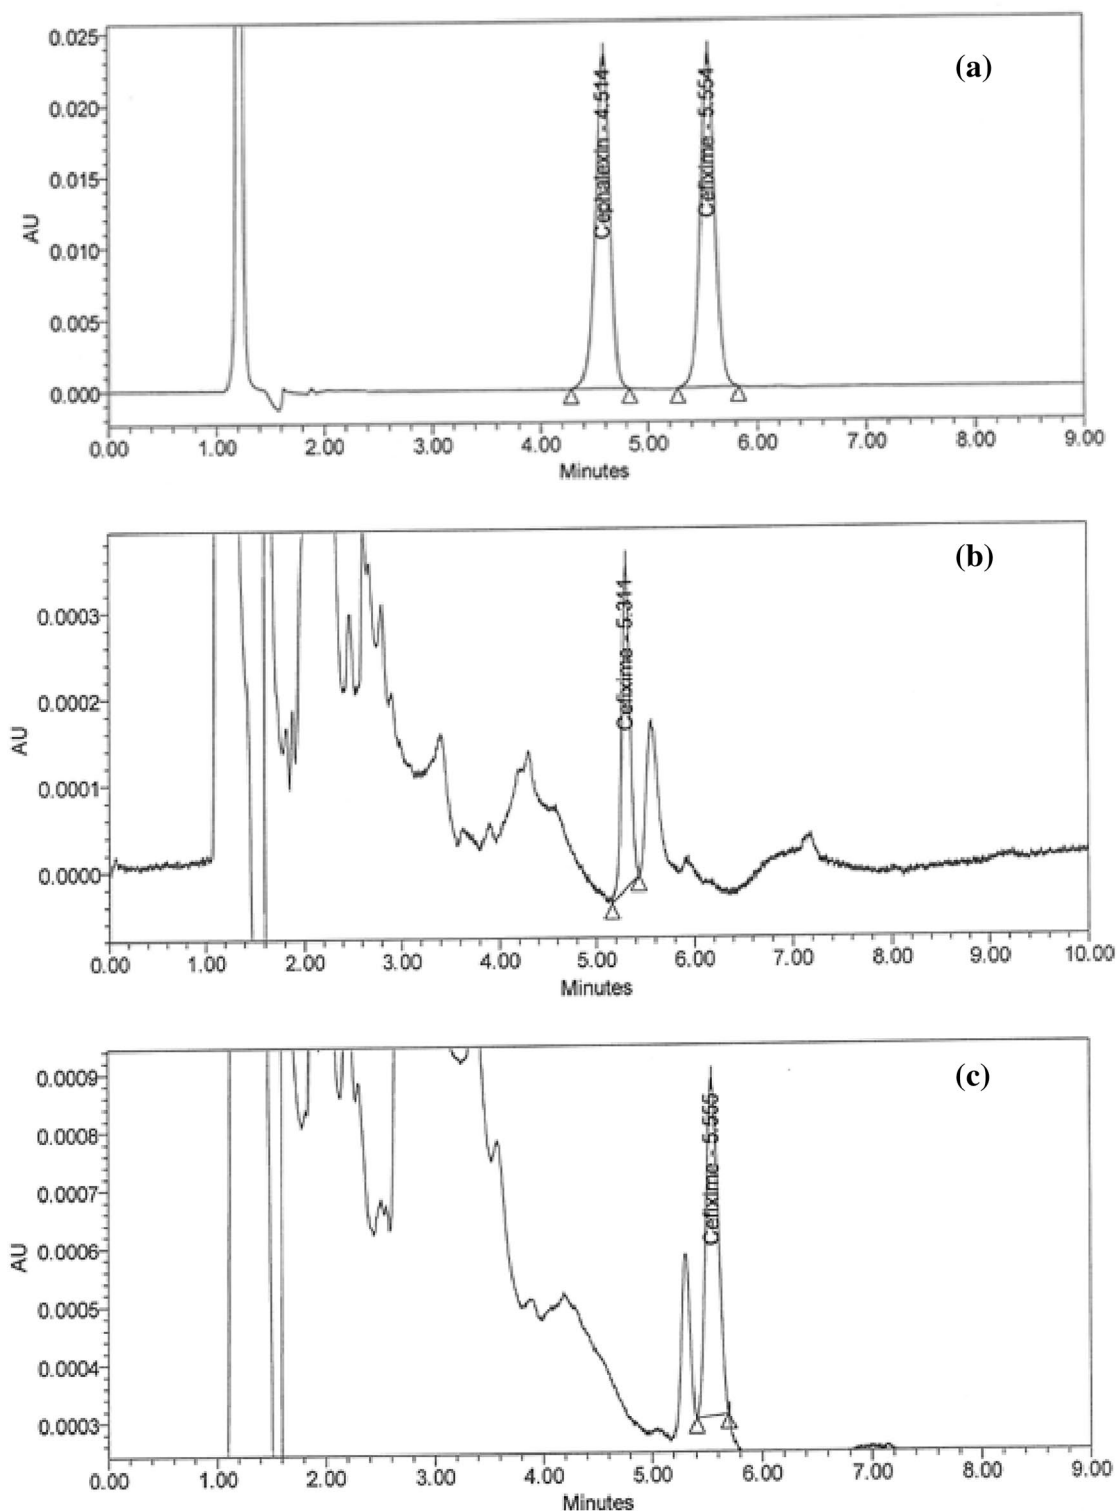 (a)
0.025
0.020
0.015
0.010
0.005
0.000
AU
Cephalexin - 4.514
Cefixime - 5.554
0.00 1.00 2.00 3.00 4.00 5.00 6.00 7.00 8.00 9.00
Minutes
(b)
0.0003
0.0002
0.0001
0.0000
AU
Cefixime - 5.311
0.00 1.00 2.00 3.00 4.00 5.00 6.00 7.00 8.00 9.00 10.00
Minutes
(c)
0.0009
0.0008
0.0007
0.0006
0.0005
0.0004
0.0003
AU
Cefixime - 5.555
0.00 1.00 2.00 3.00 4.00 5.00 6.00 7.00 8.00 9.00
Minutes